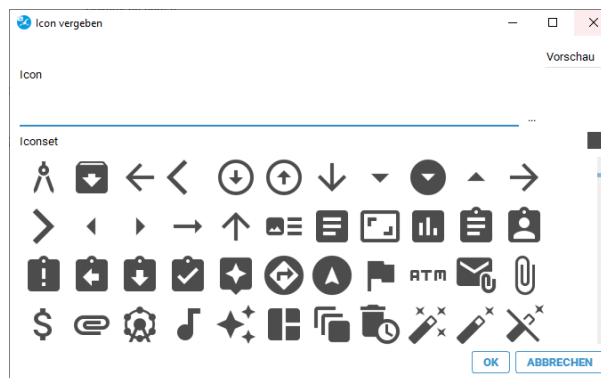 Icon vergeben
Vorschau
Icon
...
Iconset
ATM
OK
ABBRECHEN